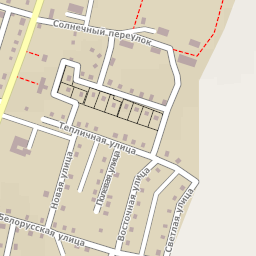 Солнечный переулок
Тепличная улица
Новая улица
Полевая улица
Восточная улица
Светлая улица
Белорусская улица